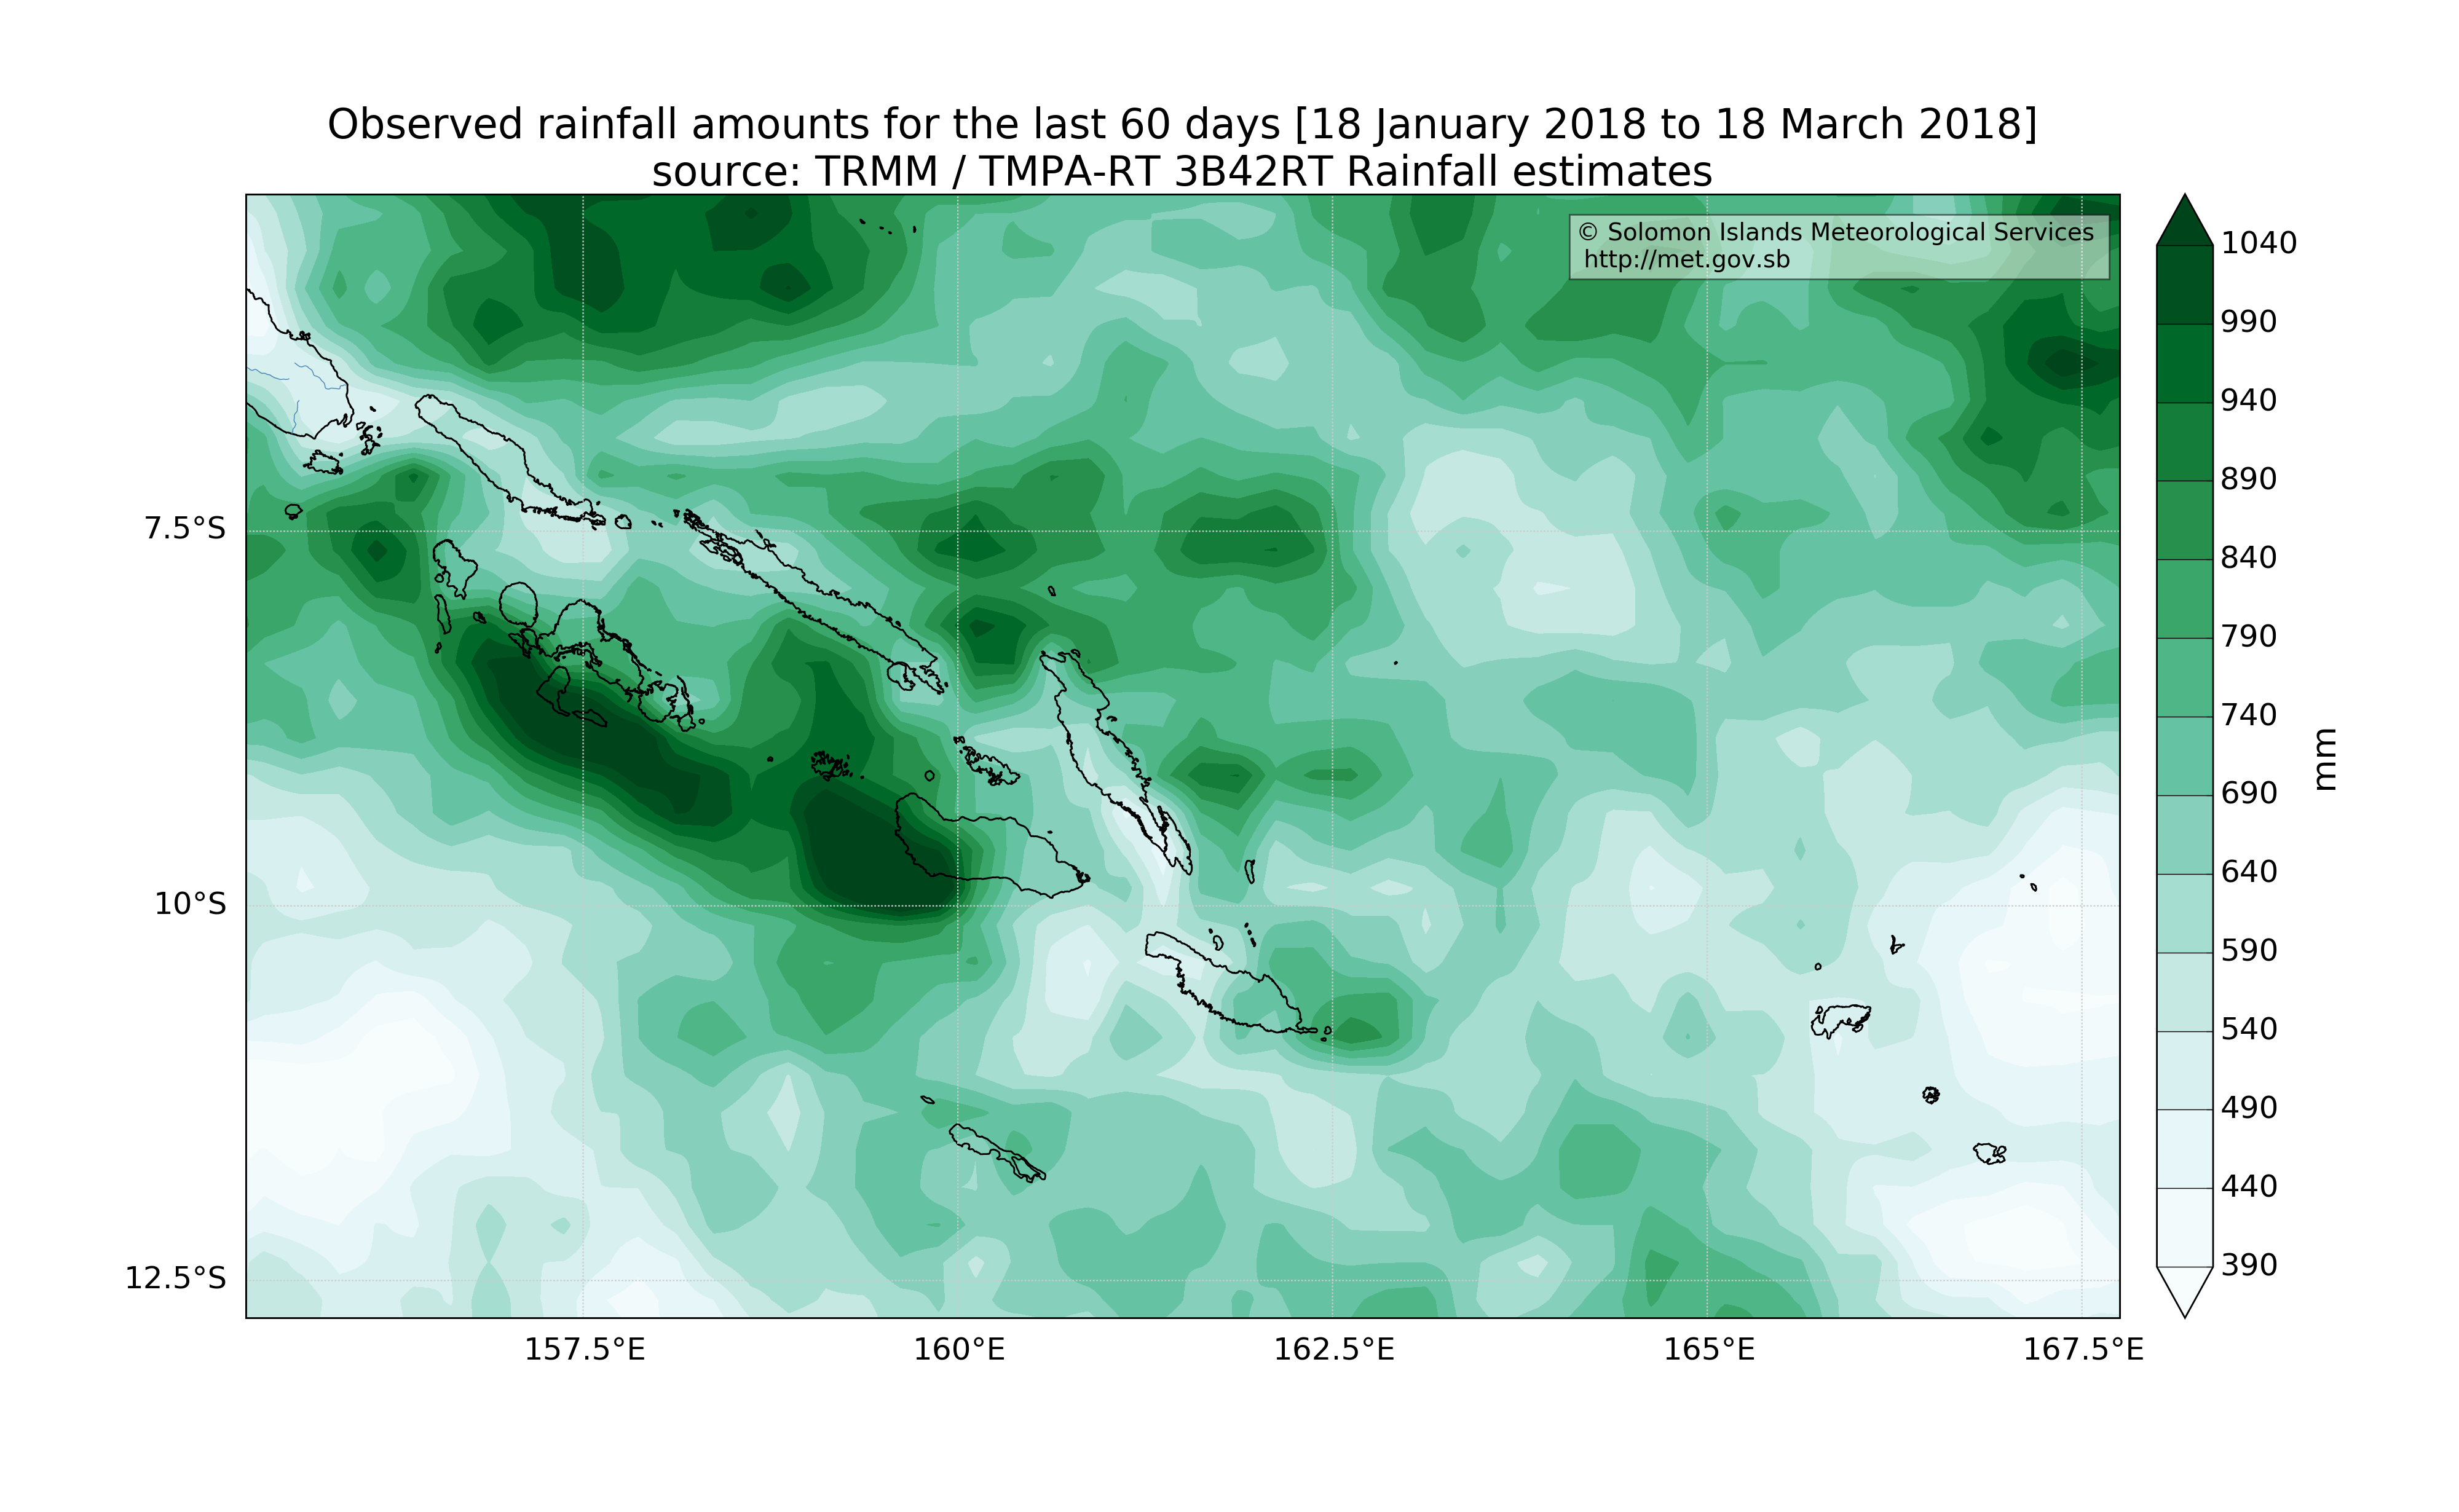 Observed rainfall amounts for the last 60 days [18 January 2018 to 18 March 2018]
source: TRMM / TMPA-RT 3B42RT Rainfall estimates
© Solomon Islands Meteorological Services
http://met.gov.sb
7.5°S
10°S
12.5°S
157.5°E
160°E
162.5°E
165°E
167.5°E
1040
990
940
890
840
790
740
690
640
590
540
490
440
390
mm